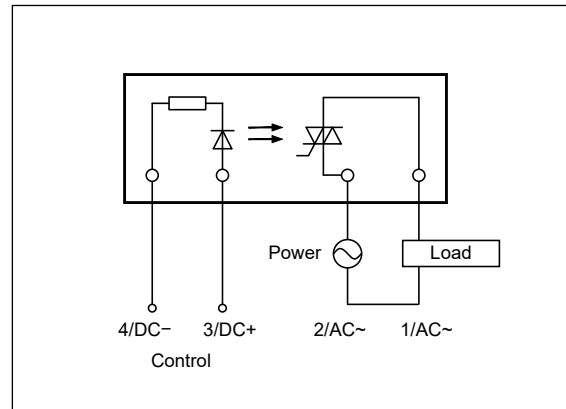 Power
Load
4/DC−
3/DC+
2/AC~
1/AC~
Control